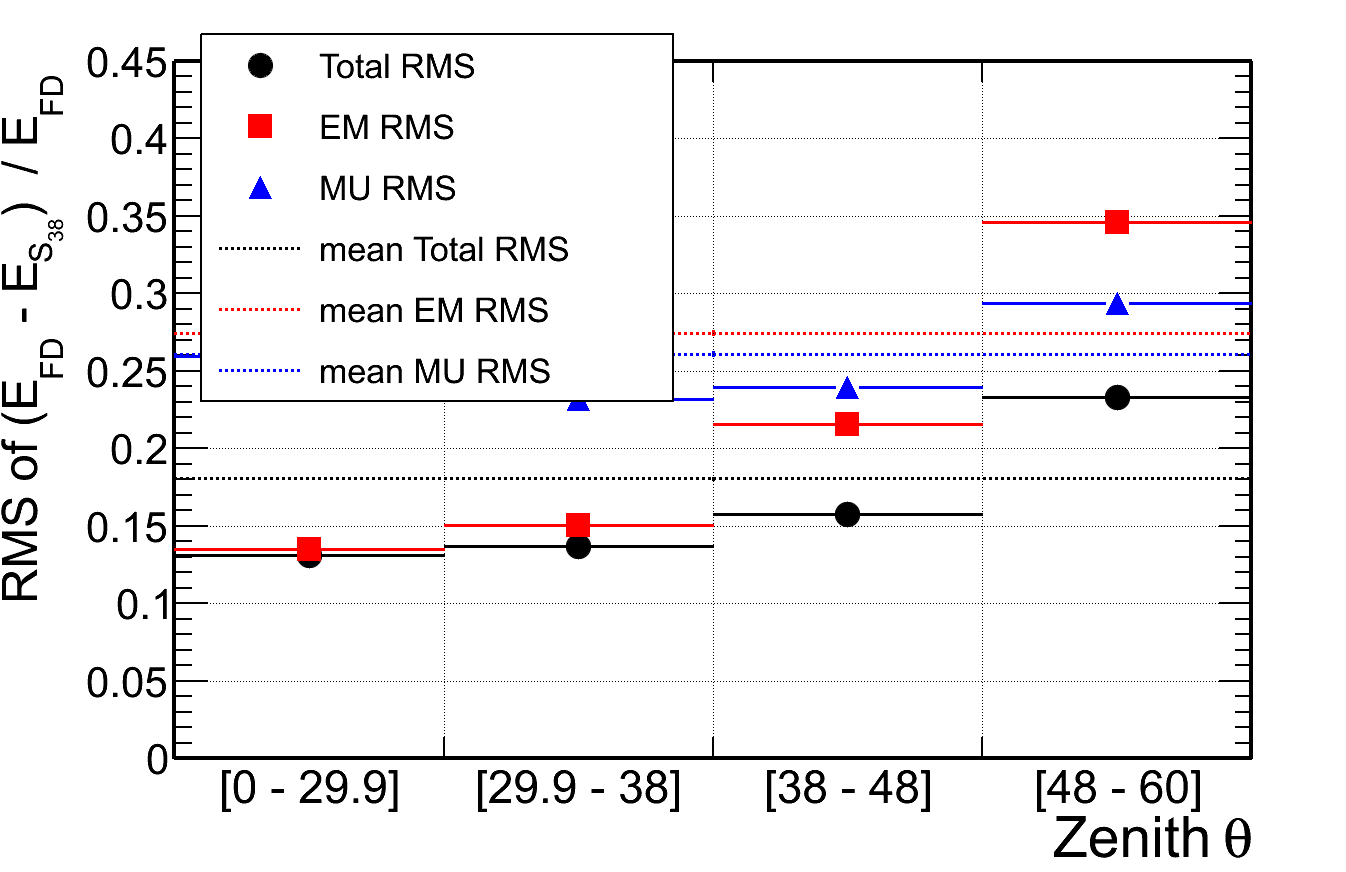 RMS of (E_FD - E_S_38) / E_FD
0.45
0.4
0.35
0.3
0.25
0.2
0.15
0.1
0.05
0
Total RMS
EM RMS
MU RMS
mean Total RMS
mean EM RMS
mean MU RMS
[0 - 29.9]
[29.9 - 38]
[38 - 48]
[48 - 60]
Zenith θ